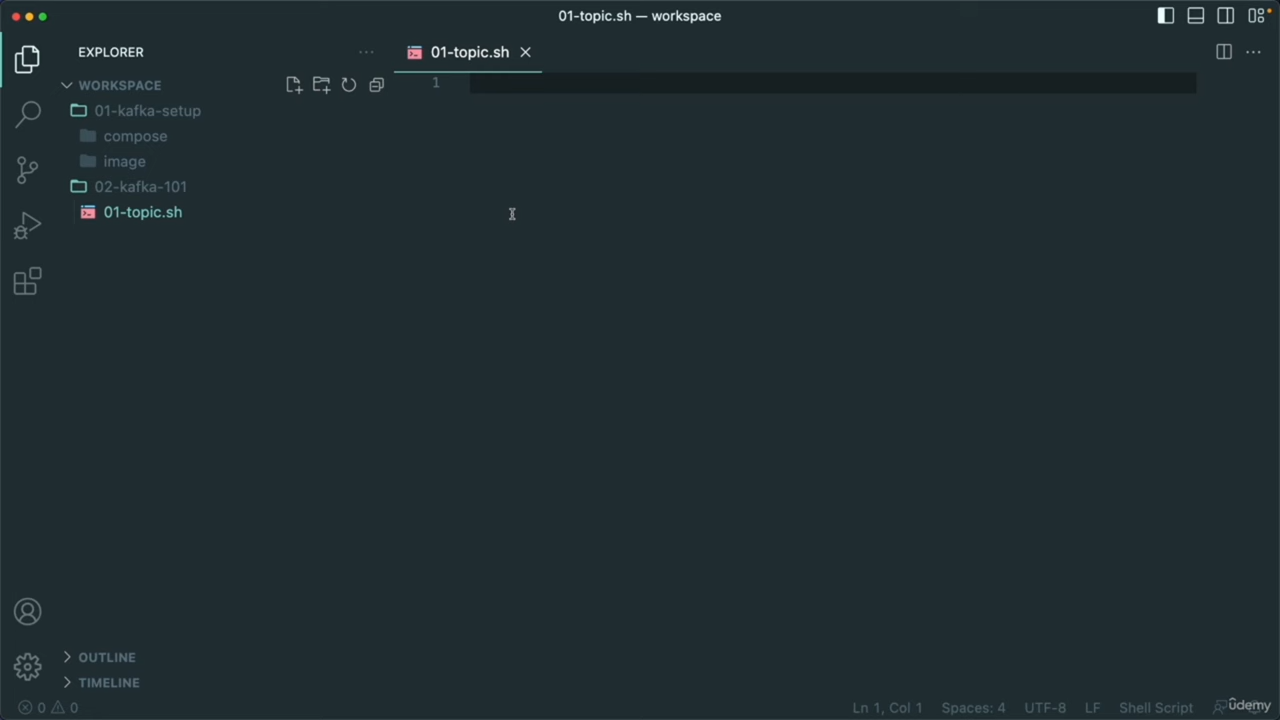 01-topic.sh — workspace
EXPLORER
01-topic.sh
WORKSPACE
1
01-kafka-setup
compose
image
02-kafka-101
01-topic.sh
OUTLINE
TIMELINE
0 0
Ln 1, Col 1 Spaces: 4 UTF-8 LF Shell Script
ûdemy